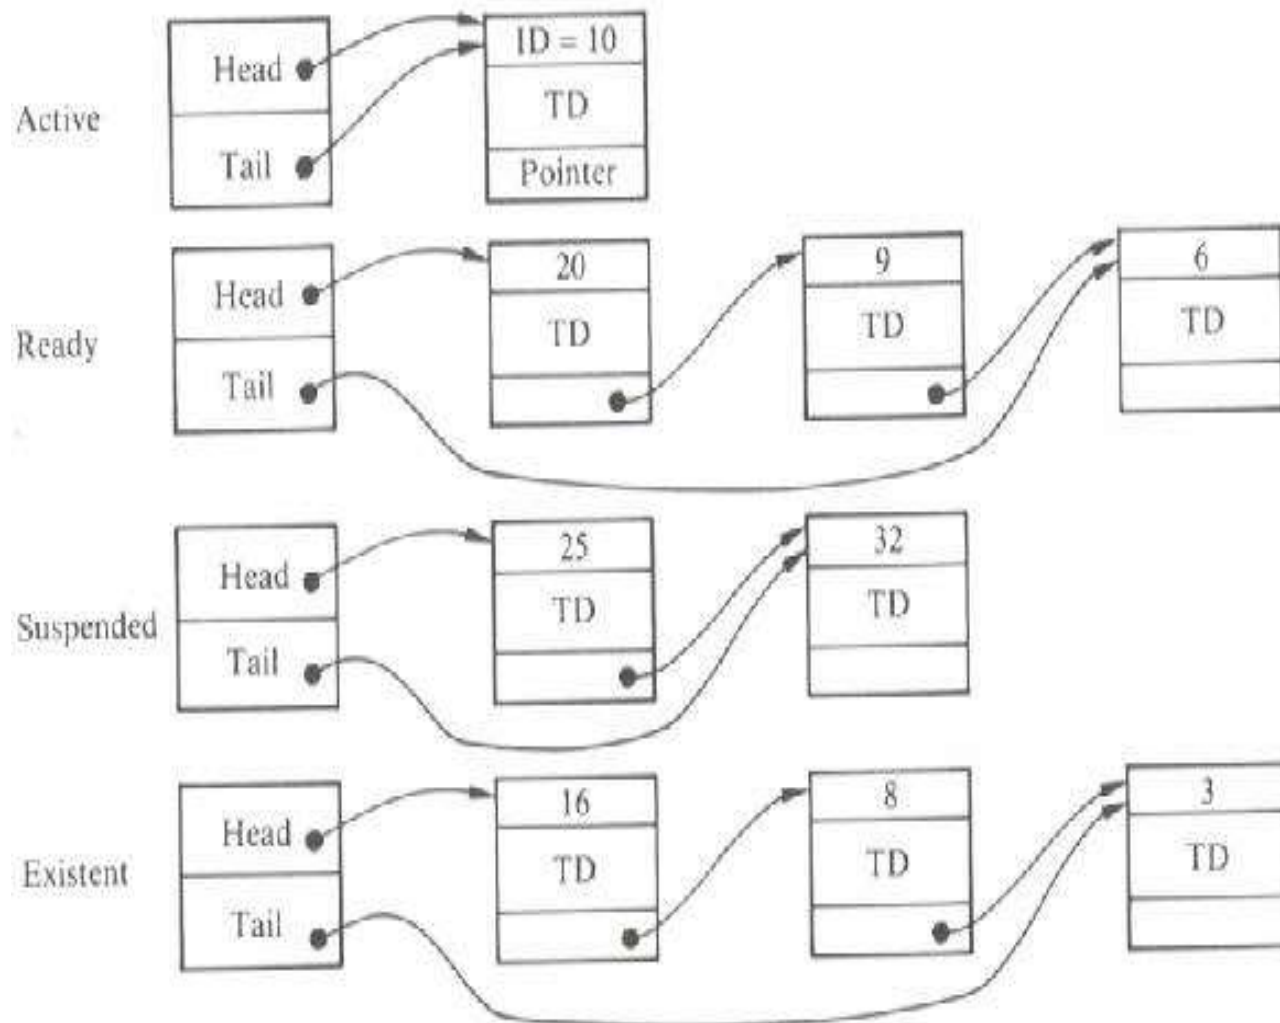 Active
Head
Tail
ID = 10
TD
Pointer
Ready
Head
Tail
20
TD
9
TD
6
TD
Suspended
Head
Tail
25
TD
32
TD
Existent
Head
Tail
16
TD
8
TD
3
TD